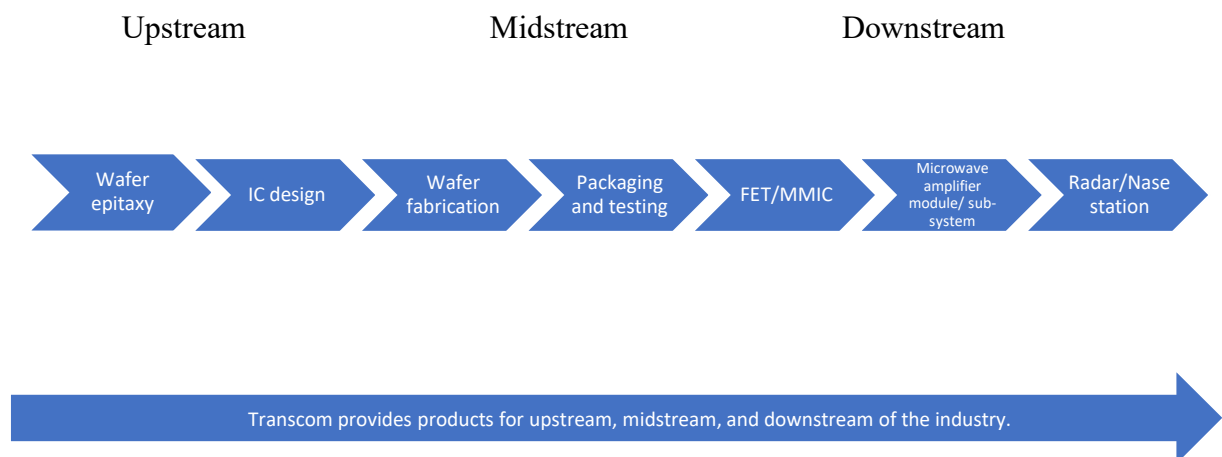 Upstream
Midstream
Downstream
Wafer
epitaxy
IC design
Wafer
fabrication
Packaging
and testing
FET/MMIC
Microwave
amplifier
module/ sub-
system
Radar/Nase
station
Transcom provides products for upstream, midstream, and downstream of the industry.